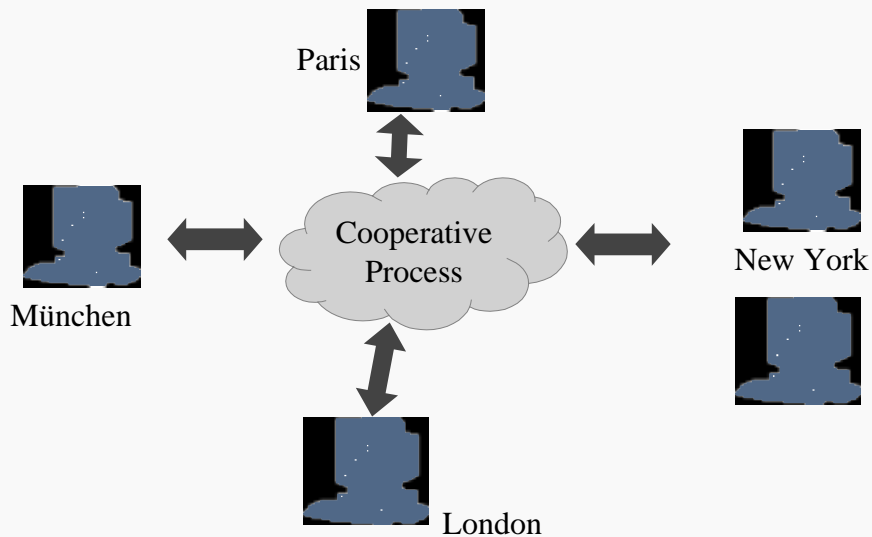 Paris
Cooperative
Process
New York
München
London